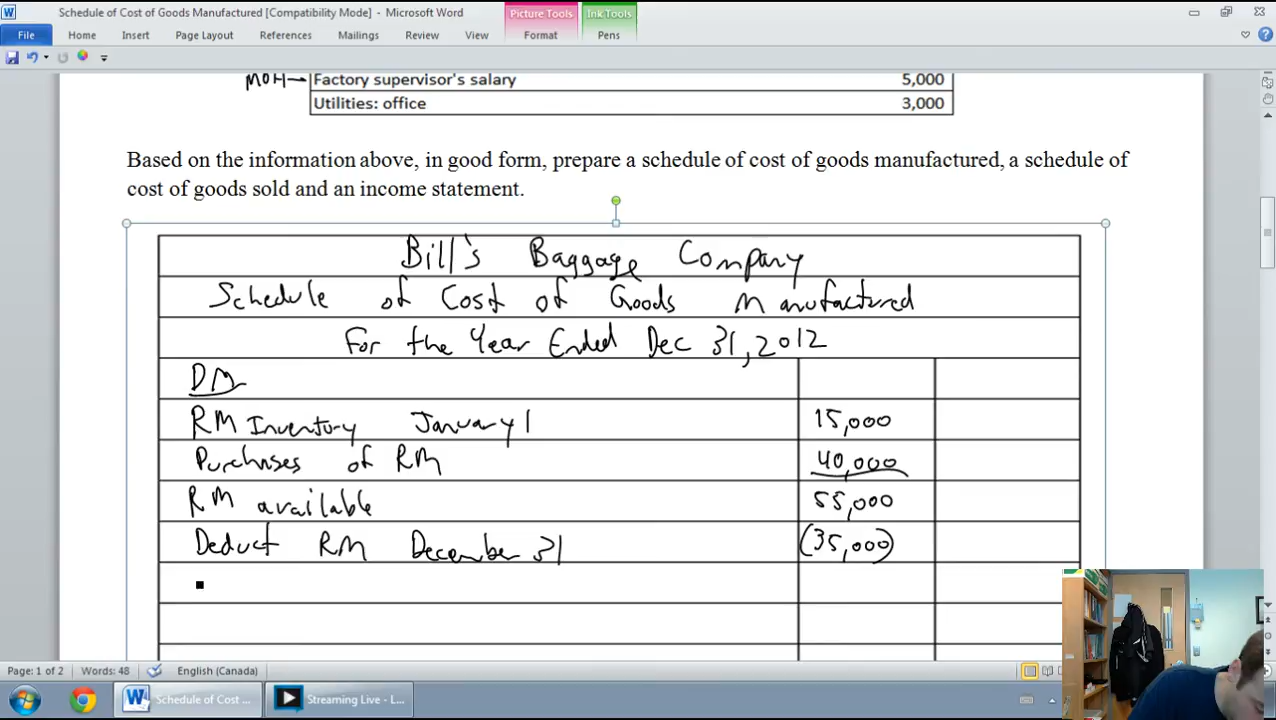 Schedule of Cost of Goods Manufactured [Compatibility Mode] - Microsoft Word
Picture Tools
Ink Tools
File
Home
Insert
Page Layout
References
Mailings
Review
View
Format
Pens
MOH
Factory supervisor's salary 5,000
Utilities: office 3,000
Based on the information above, in good form, prepare a schedule of cost of goods manufactured, a schedule of
cost of goods sold and an income statement.
Bill's Baggage Company
Schedule of Cost of Goods Manufactured
For the Year Ended Dec 31, 2012
DM
RM Inventory January 1 15,000
Purchases of RM 40,000
RM available 55,000
Deduct RM December 31 (35,000)
Page: 1 of 2
Words: 48
English (Canada)
Schedule of Cost ...
Streaming Live - L...